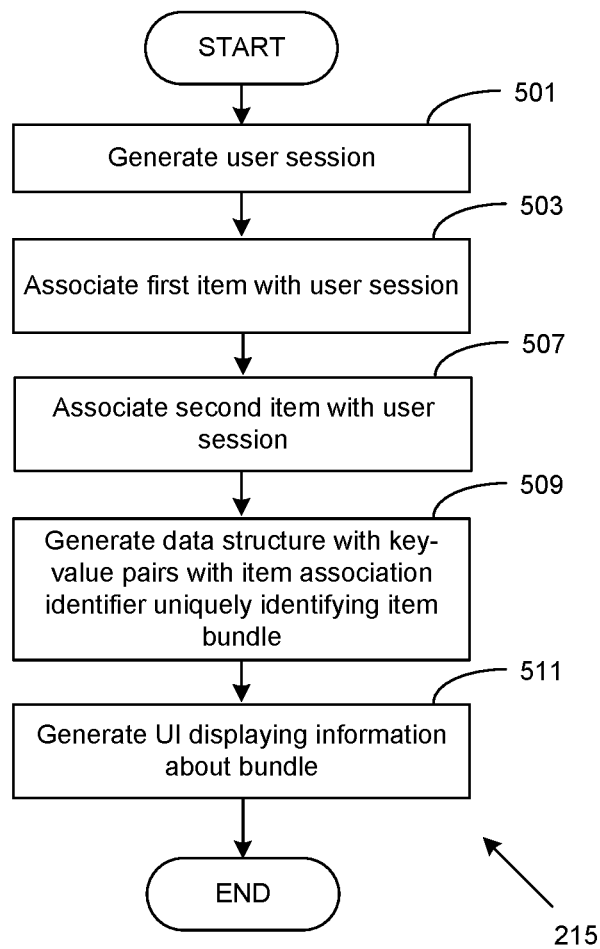 START
501
Generate user session
503
Associate first item with user session
507
Associate second item with user
session
509
Generate data structure with key-
value pairs with item association
identifier uniquely identifying item
bundle
511
Generate UI displaying information
about bundle
END
215